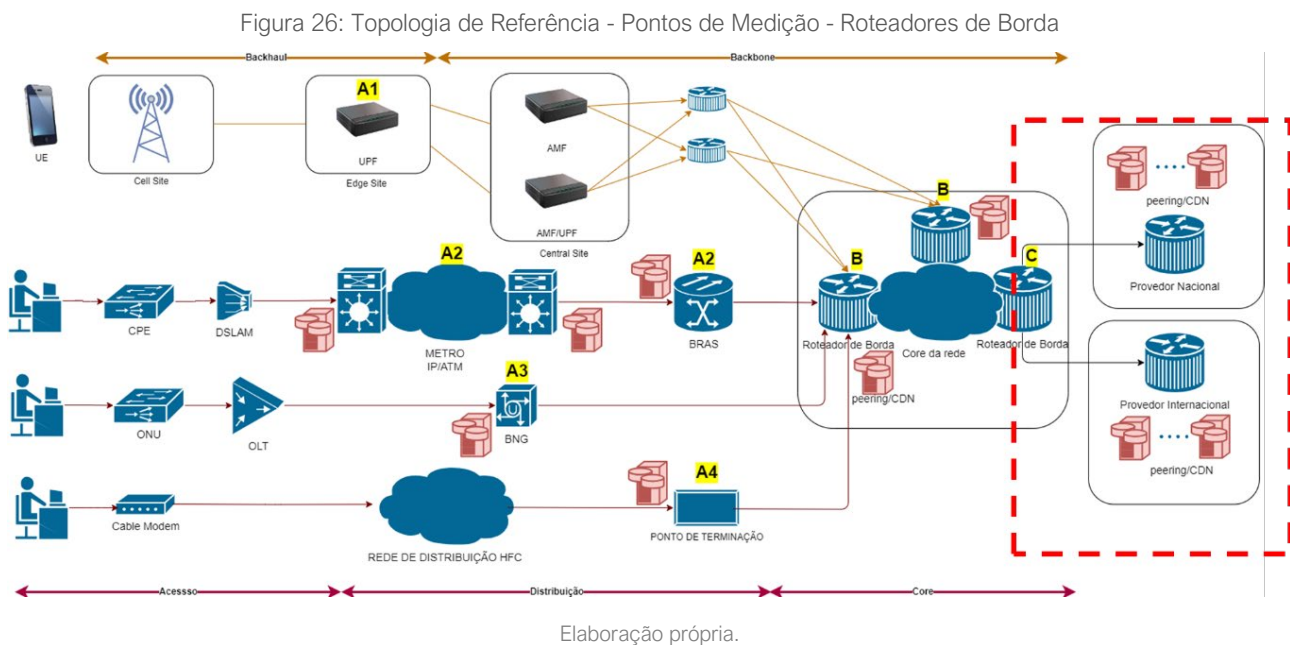 Figura 26: Topologia de Referência - Pontos de Medição - Roteadores de Borda
Backhaul
Backbone
A1
UE
Cell Site
UPF
Edge Site
AMF
AMF/UPF
Central Site
B
B
C
peering/CDN
Provedor Nacional
A2
A2
CPE
DSLAM
METRO
IP/ATM
BRAS
Roteador de Borda
Core da rede
Roteador de Borda
peering/CDN
Provedor Internacional
peering/CDN
A3
ONU
OLT
BNG
A4
Cable Modem
REDE DE DISTRIBUIÇÃO HFC
PONTO DE TERMINAÇÃO
Acessso
Distribuição
Core
Elaboração própria.